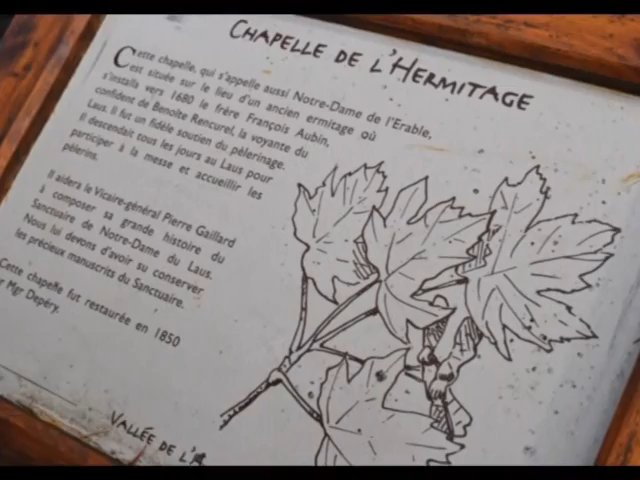 CHAPELLE DE L'HERMITAGE
Cette chapelle, qui s'appelle aussi Notre-Dame de l'Erable,
est située sur le lieu d'un ancien ermitage où
s'installa vers 1680 le frère François Aubin,
confident de Benoîte Rencurel, la voyante du
Laus. Il fut un fidèle soutien du pèlerinage.
Il descendait tous les jours au Laus pour
participer à la messe et accueillir les
pèlerins.
Il aidera le Vicaire-général Pierre Gaillard
à composer sa grande histoire du
Sanctuaire de Notre-Dame du Laus.
Nous lui devons d'avoir su conserver
les précieux manuscrits du Sanctuaire.
Cette chapelle fut restaurée en 1850
r Mgr Depéry.
VALLÉE DE L'A